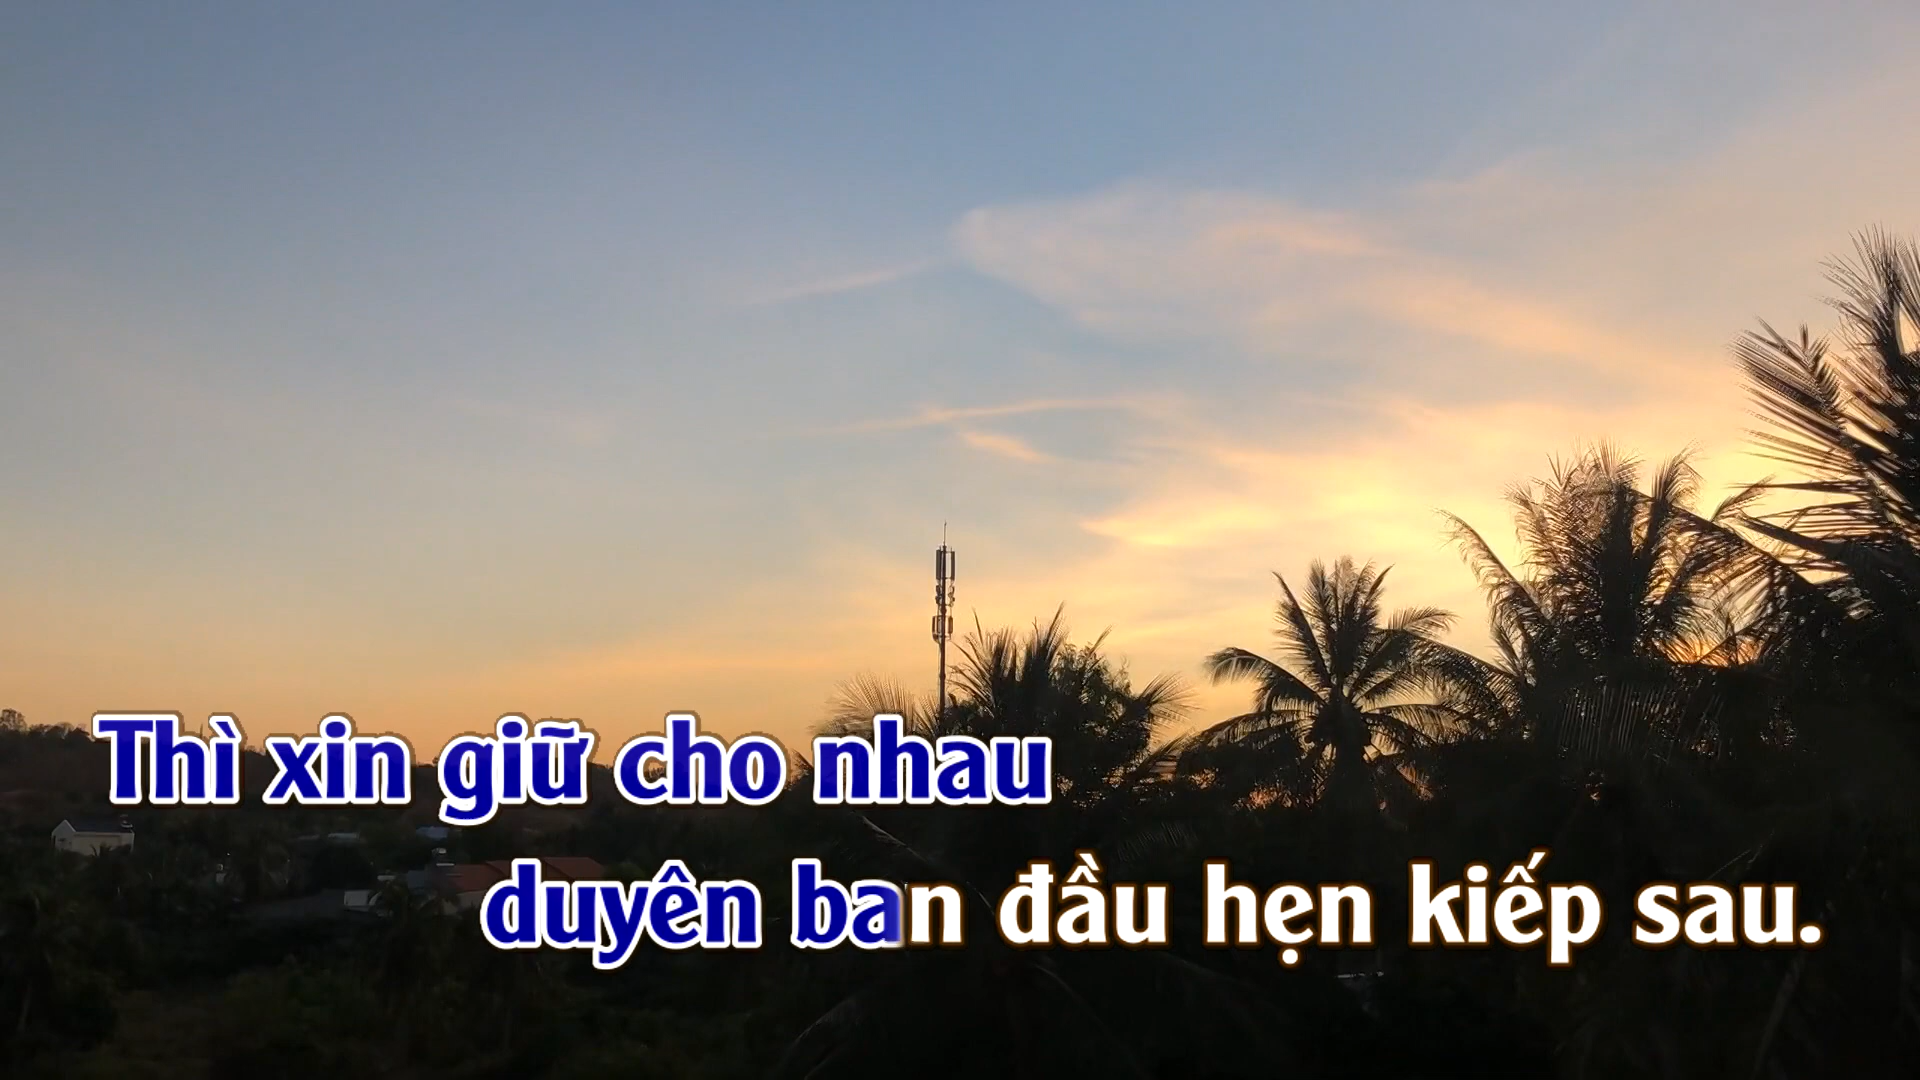 Thì xin giữ cho nhau
duyên ban đầu hẹn kiếp sau.